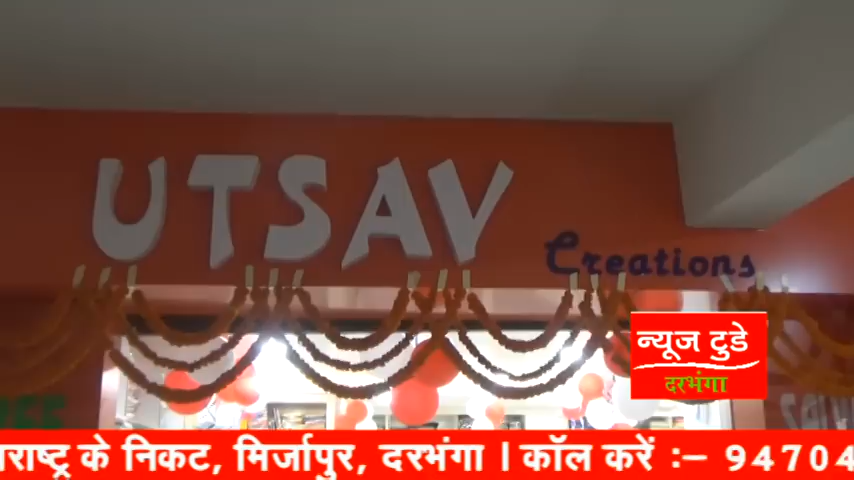 UTSAV
Creations
न्यूज टुडे
दरभंगा
राष्ट्र के निकट, मिर्जापुर, दरभंगा । कॉल करें :– 94704